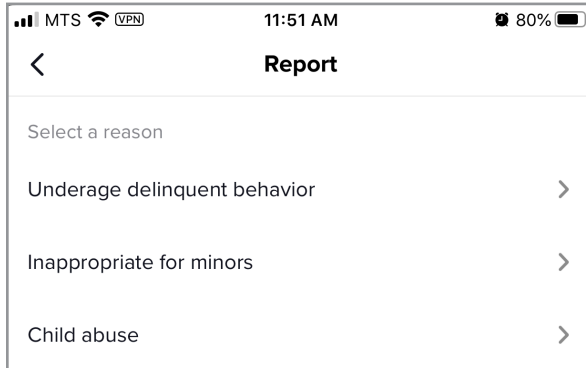 MTS VPN 11:51 AM 80%
Report
Select a reason
Underage delinquent behavior
Inappropriate for minors
Child abuse